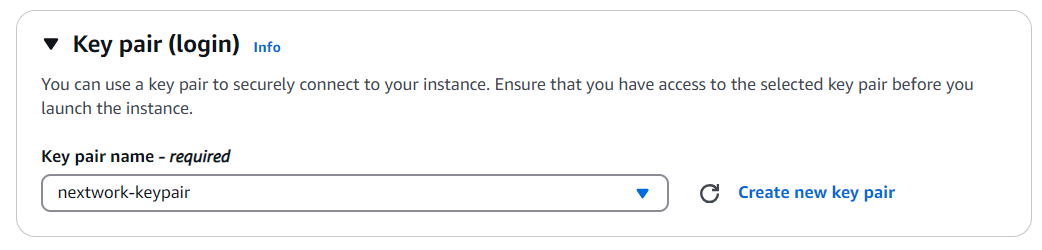 Key pair (login) Info
You can use a key pair to securely connect to your instance. Ensure that you have access to the selected key pair before you
launch the instance.
Key pair name - required
nextwork-keypair
Create new key pair